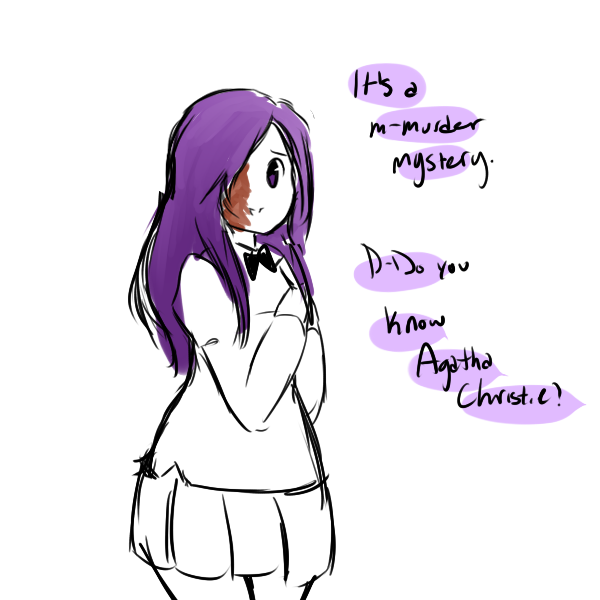 It's a
m-murder
mystery.
D-Do you
know
Agatha
Christie?